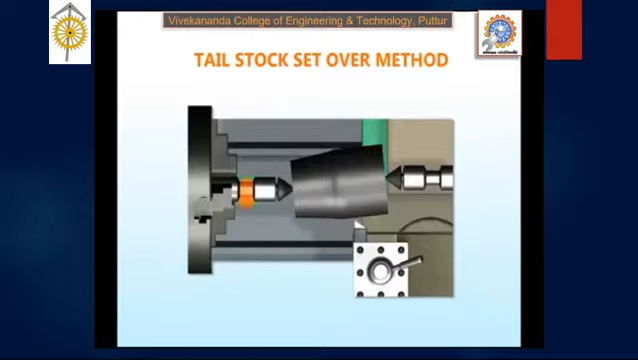 Vivekananda College of Engineering & Technology, Puttur
TAIL STOCK SET OVER METHOD